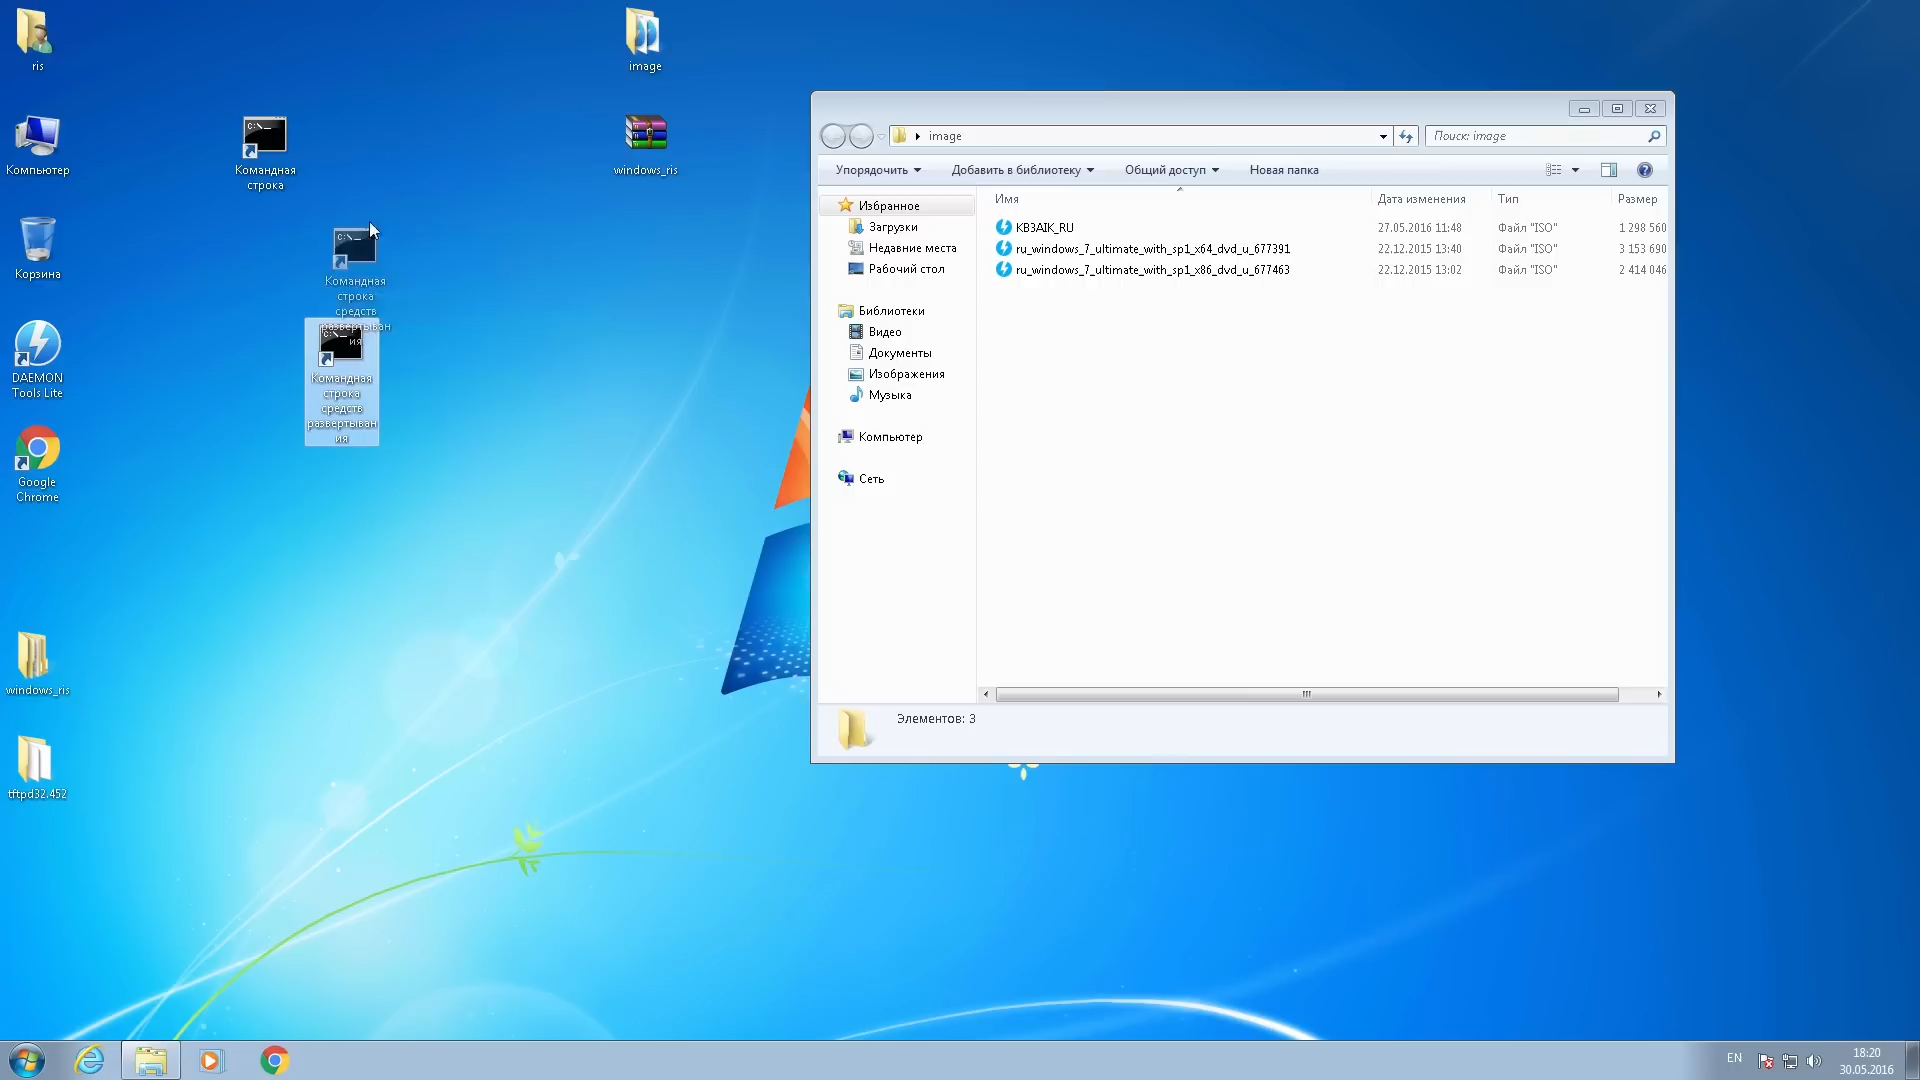 ris
Компьютер
Корзина
DAEMON
Tools Lite
Google
Chrome
windows_ris
tftpd32.452
Командная
строка
Командная
строка
средств
развертыван
ия
Командная
строка
средств
развертывани
ия
image
windows_ris
image
Поиск: image
Упорядочить
Добавить в библиотеку
Общий доступ
Новая папка
Избранное
Загрузки
Недавние места
Рабочий стол
Библиотеки
Видео
Документы
Изображения
Музыка
Компьютер
Сеть
Имя Дата изменения Тип Размер
KB3AIK_RU 27.05.2016 11:48 Файл "ISO" 1 298 560
ru_windows_7_ultimate_with_sp1_x64_dvd_u_677391 22.12.2015 13:40 Файл "ISO" 3 153 690
ru_windows_7_ultimate_with_sp1_x86_dvd_u_677463 22.12.2015 13:02 Файл "ISO" 2 414 046
Элементов: 3
EN
18:20
30.05.2016